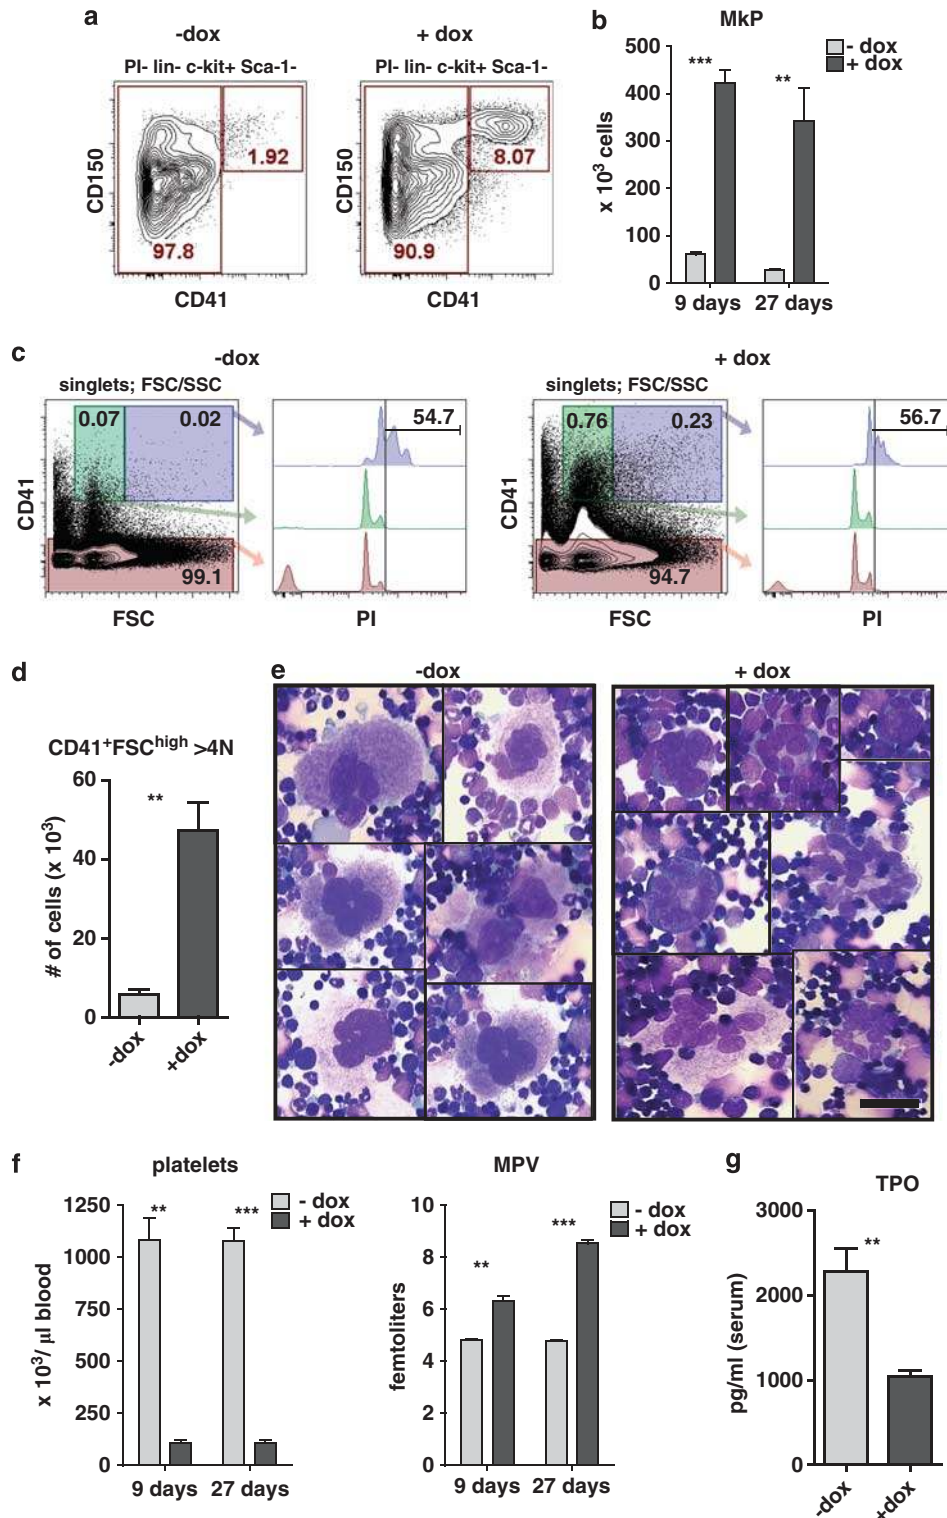 a
-dox
+ dox
PI- lin- c-kit+ Sca-1-
PI- lin- c-kit+ Sca-1-
CD150
1.92
97.8
CD41
CD150
8.07
90.9
CD41
b
MkP
- dox
+ dox
x 10³ cells
500
400
300
200
100
0
***
**
9 days
27 days
c
-dox
+ dox
singlets; FSC/SSC
singlets; FSC/SSC
CD41
0.07
0.02
99.1
FSC
54.7
PI
CD41
0.76
0.23
94.7
FSC
56.7
PI
d
CD41⁺FSC^high >4N
# of cells (x 10³)
60
40
20
0
**
-dox
+dox
e
-dox
+ dox
f
platelets
- dox
+ dox
x 10³/ μl blood
1250
1000
750
500
250
0
**
***
9 days
27 days
MPV
- dox
+ dox
femtoliters
10
8
6
4
2
0
**
***
9 days
27 days
g
TPO
pg/ml (serum)
3000
2000
1000
0
**
-dox
+dox